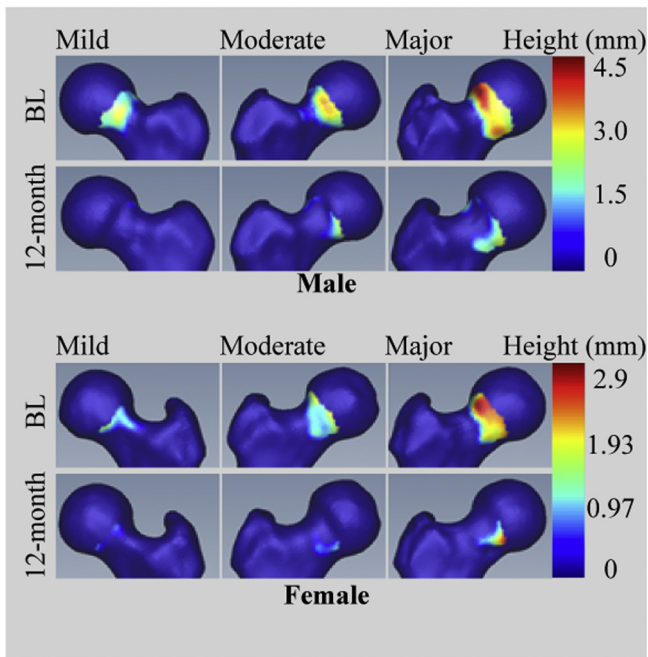 Mild Moderate Major Height (mm)
BL
4.5
3.0
12-month
1.5
0
Male
Mild Moderate Major Height (mm)
BL
2.9
1.93
12-month
0.97
0
Female